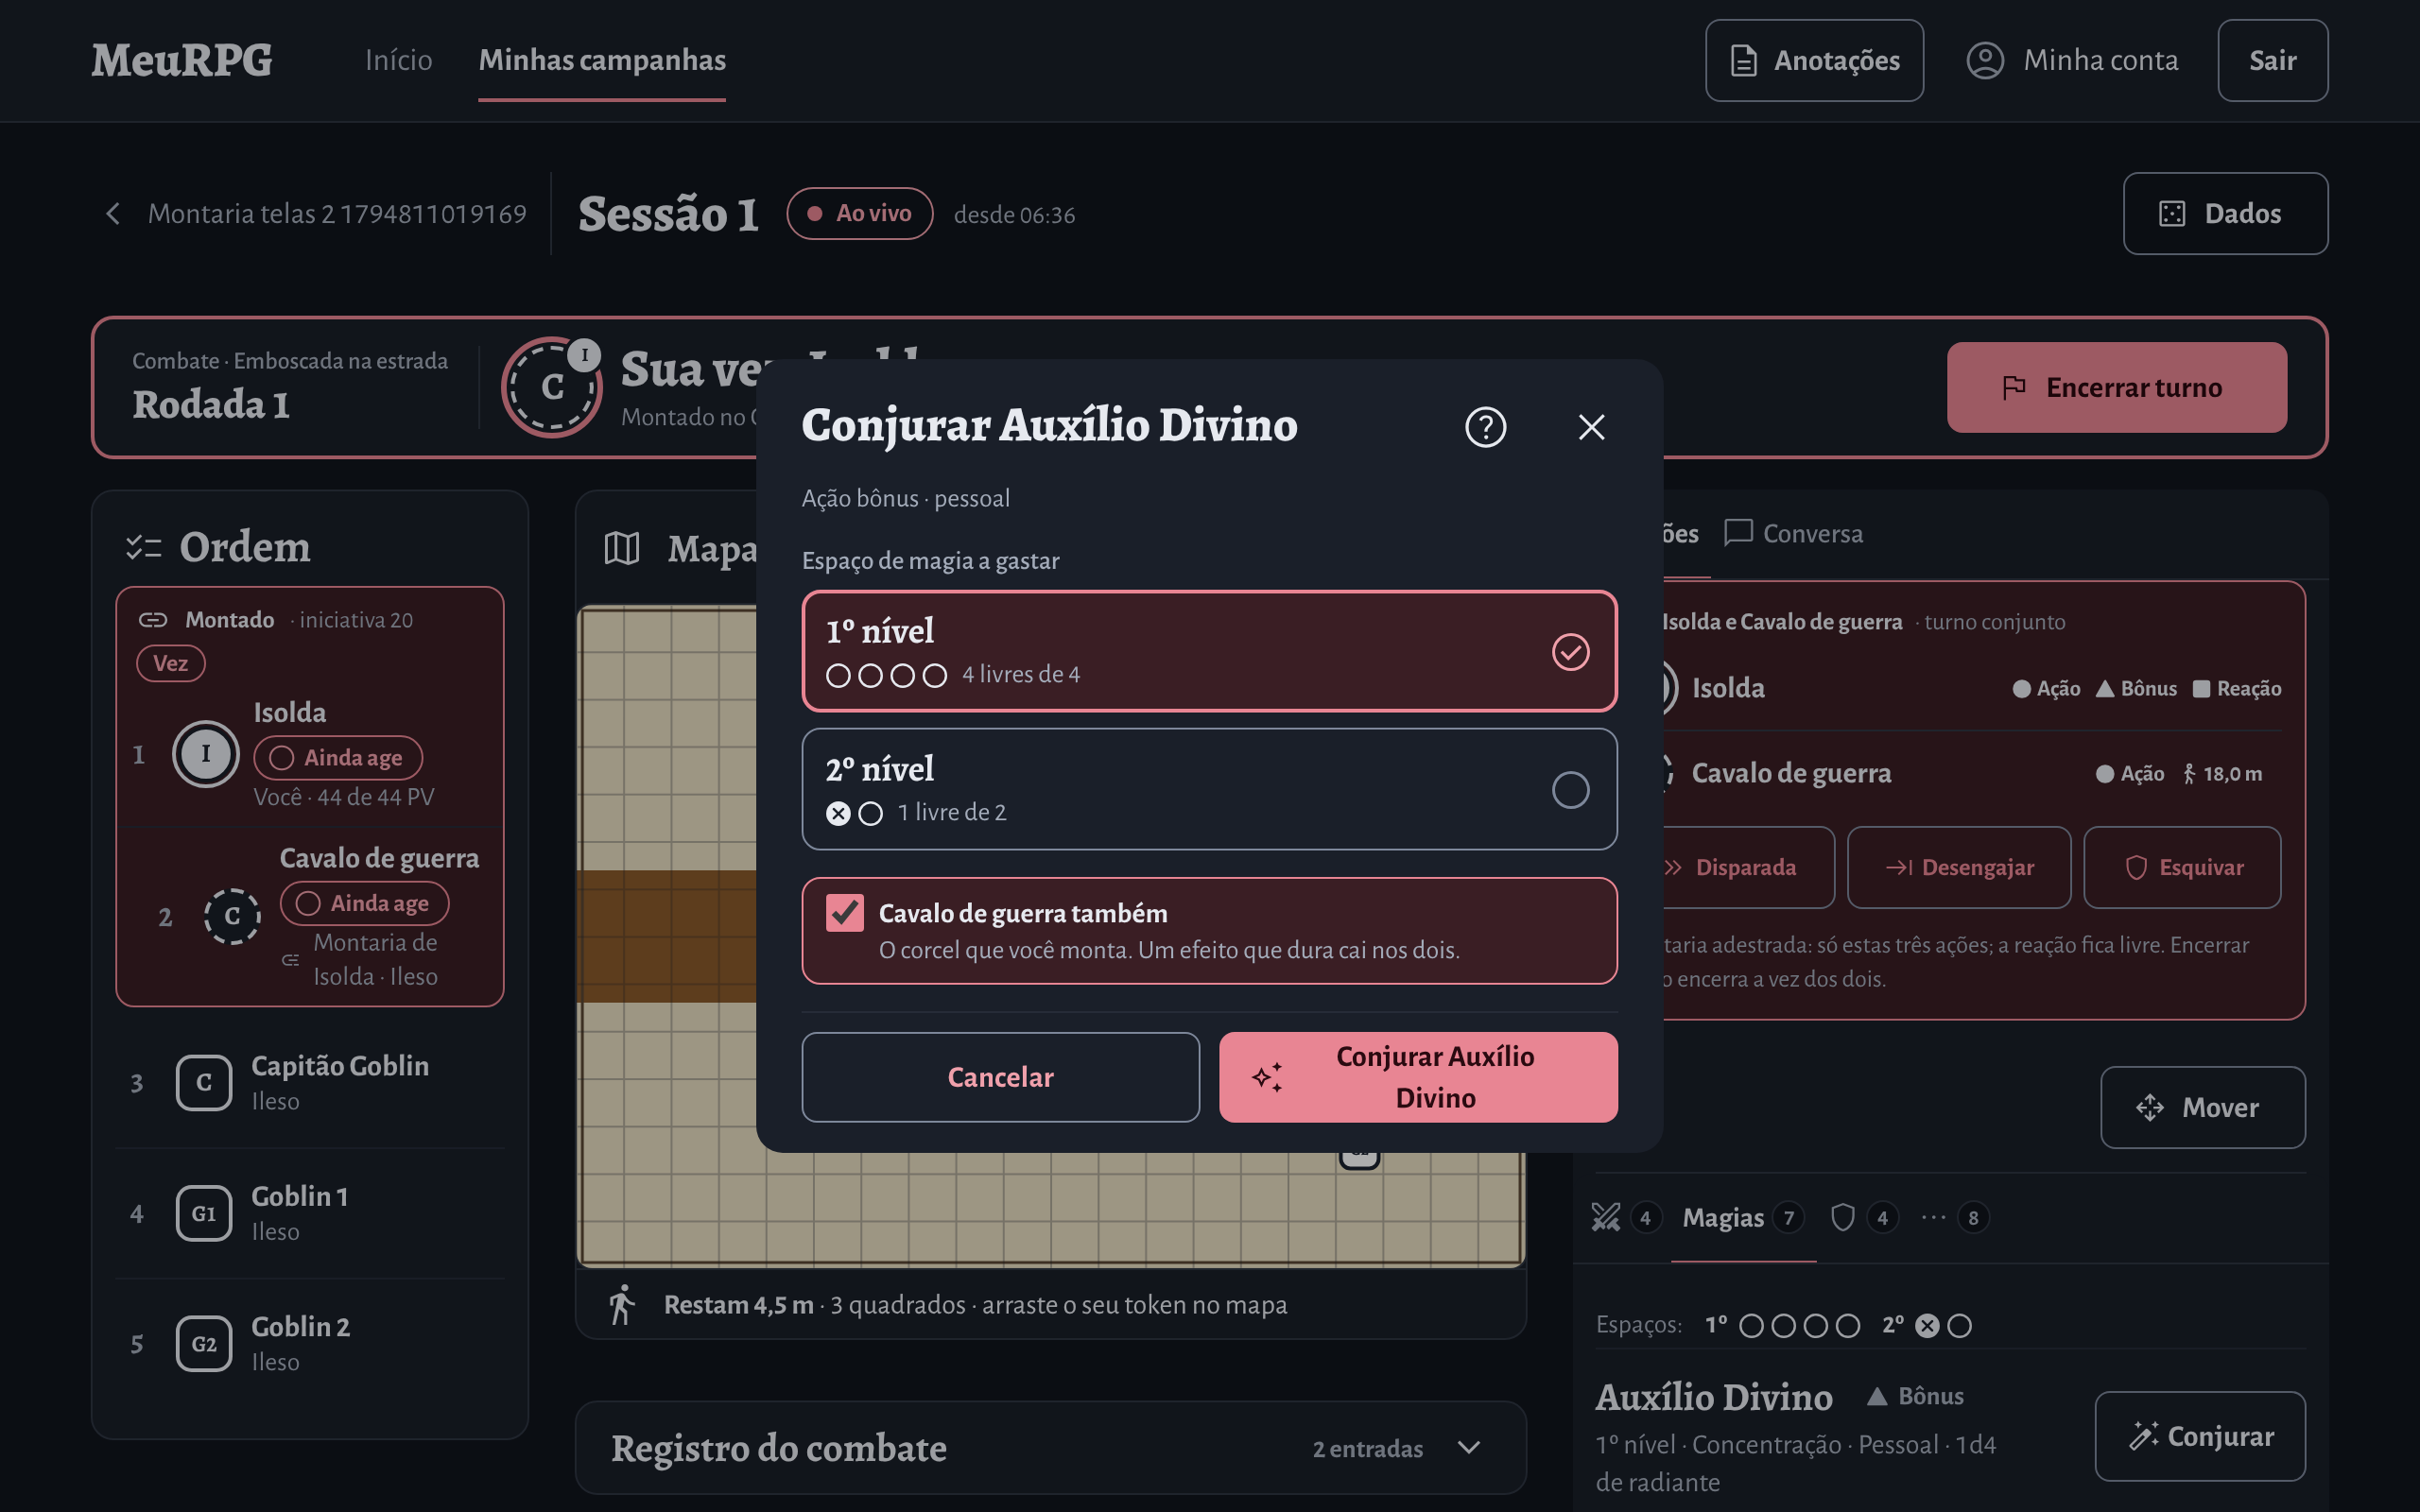 MeuRPG
Início
Minhas campanhas
Anotações
Minha conta
Sair
Montaria telas 2 1794811019169
Sessão 1
Ao vivo
desde 06:36
Dados
Combate · Emboscada na estrada
Rodada 1
C
I
Montado no
Encerrar turno
Ordem
Montado · iniciativa 20
Vez
1
I
Isolda
Ainda age
Você · 44 de 44 PV
2
C
Cavalo de guerra
Ainda age
Montaria de
Isolda · Ileso
3
C
Capitão Goblin
Ileso
4
G1
Goblin 1
Ileso
5
G2
Goblin 2
Ileso
Mapa
Restam 4,5 m · 3 quadrados · arraste o seu token no mapa
Registro do combate
2 entradas
Conjurar Auxílio Divino
Ação bônus · pessoal
Espaço de magia a gastar
1º nível
4 livres de 4
2º nível
1 livre de 2
Cavalo de guerra também
O corcel que você monta. Um efeito que dura cai nos dois.
Cancelar
Conjurar Auxílio
Divino
Conversa
Isolda e Cavalo de guerra · turno conjunto
Isolda
Ação
Bônus
Reação
Cavalo de guerra
Ação
18,0 m
Disparada
Desengajar
Esquivar
taria adestrada: só estas três ações; a reação fica livre. Encerrar
o encerra a vez dos dois.
Mover
4
Magias 7
4
8
Espaços:
1º
2º
Auxílio Divino
Bônus
1º nível · Concentração · Pessoal · 1d4
de radiante
Conjurar